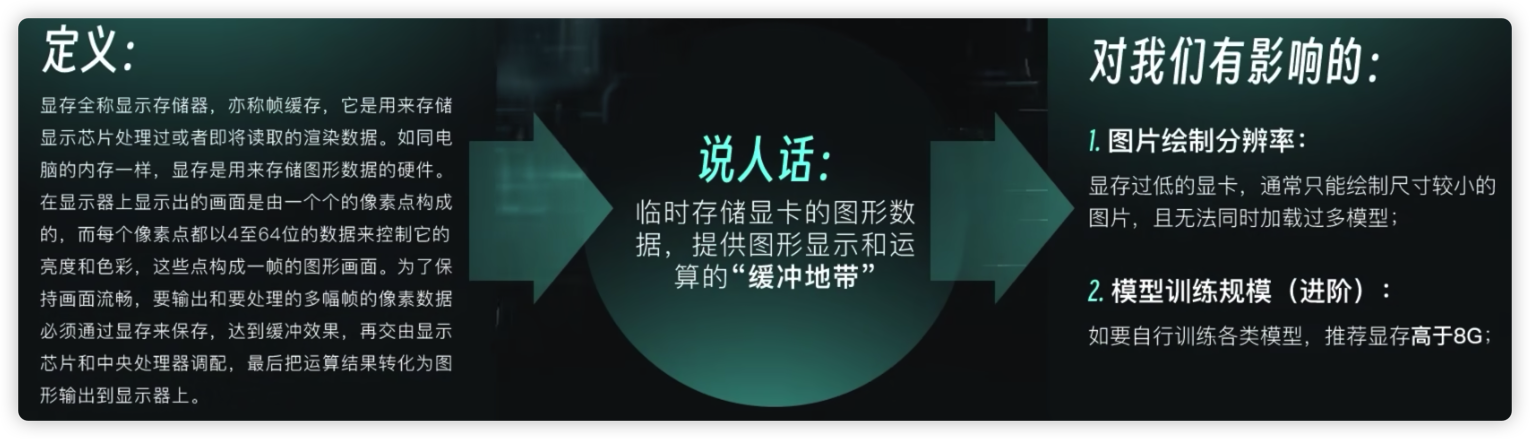 定义：
显存全称显示存储器，亦称帧缓存，它是用来存储
显示芯片处理过或者即将读取的渲染数据。如同电
脑的内存一样，显存是用来存储图形数据的硬件。
在显示器上显示出的画面是由一个个的像素点构成
的，而每个像素点都以4至64位的数据来控制它的
亮度和色彩，这些点构成一帧的图形画面。为了保
持画面流畅，要输出和要处理的多幅帧的像素数据
必须通过显存来保存，达到缓冲效果，再交由显示
芯片和中央处理器调配，最后把运算结果转化为图
形输出到显示器上。
说人话：
临时存储显卡的图形数
据，提供图形显示和运
算的“缓冲地带”
对我们有影响的：
1. 图片绘制分辨率：
显存过低的显卡，通常只能绘制尺寸较小的
图片，且无法同时加载过多模型；
2. 模型训练规模（进阶）：
如要自行训练各类模型，推荐显存高于8G；